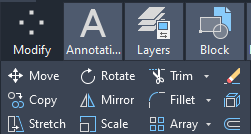 Modify Annotati... Layers Block
Move Rotate Trim
Copy Mirror Fillet
Stretch Scale Array